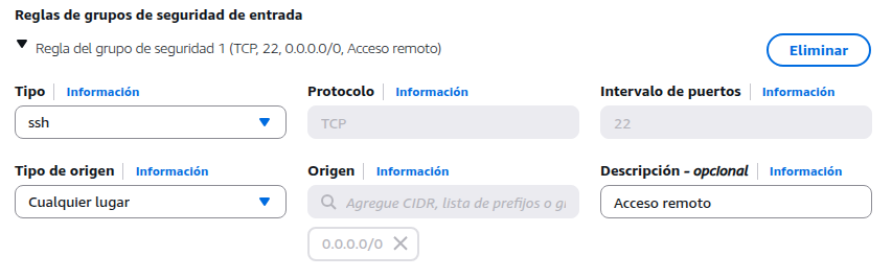 Reglas de grupos de seguridad de entrada
Regla del grupo de seguridad 1 (TCP, 22, 0.0.0.0/0, Acceso remoto)
Eliminar
Tipo Información
Protocolo Información
Intervalo de puertos Información
ssh
TCP
22
Tipo de origen Información
Origen Información
Descripción - opcional Información
Cualquier lugar
Agregue CIDR, lista de prefijos o
Acceso remoto
0.0.0.0/0